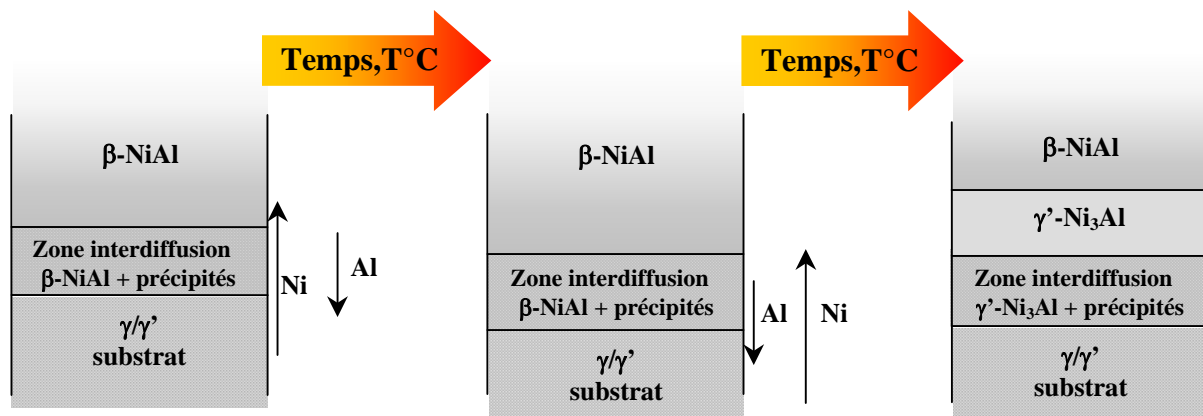 Temps,T°C
Temps,T°C
β-NiAl
Zone interdiffusion
β-NiAl + précipités
γ/γ’
substrat
Ni
Al
β-NiAl
Zone interdiffusion
β-NiAl + précipités
γ/γ’
substrat
Al
Ni
β-NiAl
γ’-Ni₃Al
Zone interdiffusion
γ’-Ni₃Al + précipités
γ/γ’
substrat